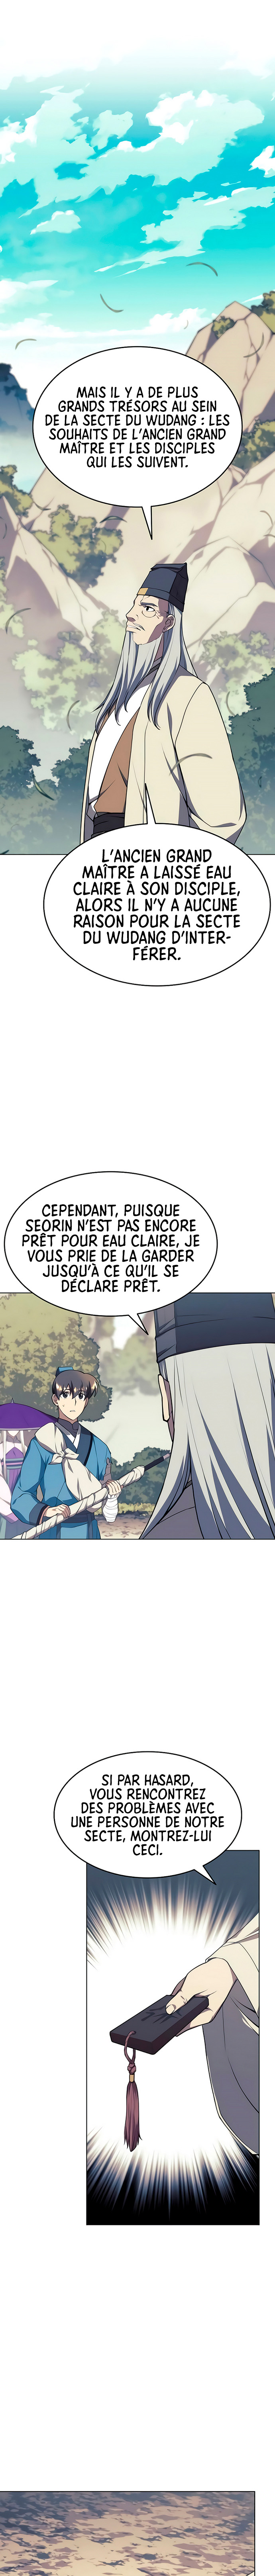 MAIS IL Y A DE PLUS
GRANDS TRÉSORS AU SEIN
DE LA SECTE DU WUDANG : LES
SOUHAITS DE L'ANCIEN GRAND
MAÎTRE ET LES DISCIPLES
QUI LES SUIVENT.
L'ANCIEN GRAND
MAÎTRE A LAISSÉ EAU
CLAIRE À SON DISCIPLE,
ALORS IL N'Y A AUCUNE
RAISON POUR LA SECTE
DU WUDANG D'INTER-
FÉRER.
CEPENDANT, PUISQUE
SEORIN N'EST PAS ENCORE
PRÊT POUR EAU CLAIRE, JE
VOUS PRIE DE LA GARDER
JUSQU'À CE QU'IL SE
DÉCLARE PRÊT.
SI PAR HASARD,
VOUS RENCONTREZ
DES PROBLÈMES AVEC
UNE PERSONNE DE NOTRE
SECTE, MONTREZ-LUI
CECI.